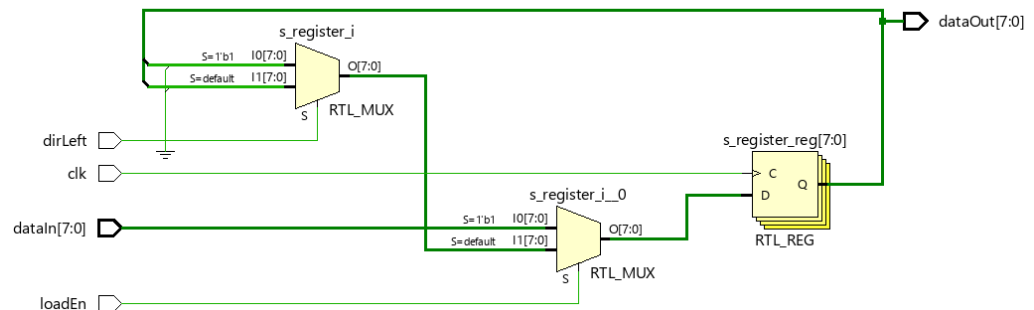 dataOut[7:0]
s_register_i
S=1'b1 I0[7:0]
S=default I1[7:0]
O[7:0]
S
RTL_MUX
dirLeft
s_register_reg[7:0]
clk
C
D
Q
RTL_REG
s_register_i__0
dataIn[7:0]
S=1'b1 I0[7:0]
S=default I1[7:0]
O[7:0]
S
RTL_MUX
loadEn